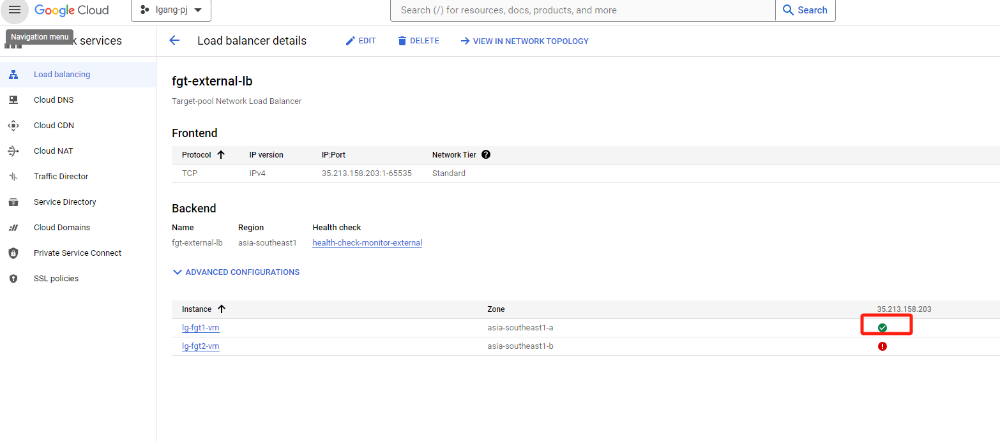 Google Cloud
lgang-pj
Search (/) for resources, docs, products, and more
Search
Navigation menu
k services
Load balancer details
EDIT
DELETE
VIEW IN NETWORK TOPOLOGY
Load balancing
Cloud DNS
Cloud CDN
Cloud NAT
Traffic Director
Service Directory
Cloud Domains
Private Service Connect
SSL policies
fgt-external-lb
Target-pool Network Load Balancer
Frontend
Protocol IP version IP:Port Network Tier
TCP IPv4 35.213.158.203:1-65535 Standard
Backend
Name Region Health check
fgt-external-lb asia-southeast1 health-check-monitor-external
ADVANCED CONFIGURATIONS
Instance Zone 35.213.158.203
lg-fgt1-vm asia-southeast1-a
lg-fgt2-vm asia-southeast1-b